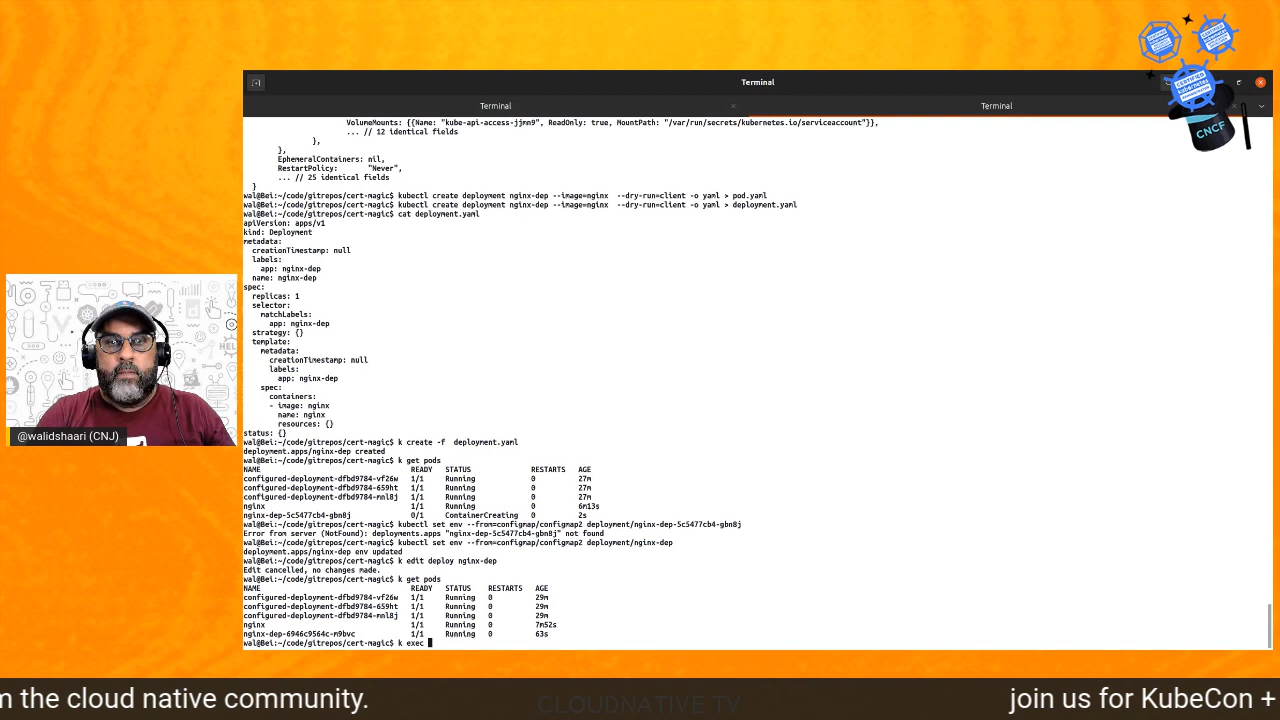 Terminal
Terminal
Terminal
VolumeMounts: {{Name: "kube-api-access-jjmn9", ReadOnly: true, MountPath: "/var/run/secrets/kubernetes.io/serviceaccount"}},
... // 12 identical fields
},
},
EphemeralContainers: nil,
RestartPolicy: "Never",
... // 25 identical fields
}
wal@Bei:~/code/gitrepos/cert-magic$ kubectl create deployment nginx-dep --image=nginx --dry-run=client -o yaml > pod.yaml
wal@Bei:~/code/gitrepos/cert-magic$ kubectl create deployment nginx-dep --image=nginx --dry-run=client -o yaml > deployment.yaml
wal@Bei:~/code/gitrepos/cert-magic$ cat deployment.yaml
apiVersion: apps/v1
kind: Deployment
metadata:
creationTimestamp: null
labels:
app: nginx-dep
name: nginx-dep
spec:
replicas: 1
selector:
matchLabels:
app: nginx-dep
strategy: {}
template:
metadata:
creationTimestamp: null
labels:
app: nginx-dep
spec:
containers:
- image: nginx
name: nginx
resources: {}
status: {}
wal@Bei:~/code/gitrepos/cert-magic$ k create -f deployment.yaml
deployment.apps/nginx-dep created
wal@Bei:~/code/gitrepos/cert-magic$ k get pods
NAME READY STATUS RESTARTS AGE
configured-deployment-dfbd9784-vf26w 1/1 Running 0 27m
configured-deployment-dfbd9784-659ht 1/1 Running 0 27m
configured-deployment-dfbd9784-mnl8j 1/1 Running 0 27m
nginx 1/1 Running 0 6m13s
nginx-dep-5c5477cb4-gbn8j 0/1 ContainerCreating 0 2s
wal@Bei:~/code/gitrepos/cert-magic$ kubectl set env --from=configmap/configmap2 deployment/nginx-dep-5c5477cb4-gbn8j
Error from server (NotFound): deployments.apps "nginx-dep-5c5477cb4-gbn8j" not found
wal@Bei:~/code/gitrepos/cert-magic$ kubectl set env --from=configmap/configmap2 deployment/nginx-dep
deployment.apps/nginx-dep env updated
wal@Bei:~/code/gitrepos/cert-magic$ k edit deploy nginx-dep
Edit cancelled, no changes made.
wal@Bei:~/code/gitrepos/cert-magic$ k get pods
NAME READY STATUS RESTARTS AGE
configured-deployment-dfbd9784-vf26w 1/1 Running 0 29m
configured-deployment-dfbd9784-659ht 1/1 Running 0 29m
configured-deployment-dfbd9784-mnl8j 1/1 Running 0 29m
nginx 1/1 Running 0 7m52s
nginx-dep-6946c9564c-m9bvc 1/1 Running 0 63s
wal@Bei:~/code/gitrepos/cert-magic$ k exec
CERTIFIED kubernetes ADMINISTRATOR
CNCF
@walidshaari (CNJ)
m the cloud native community.
CLOUDNATIVE TV
join us for KubeCon +